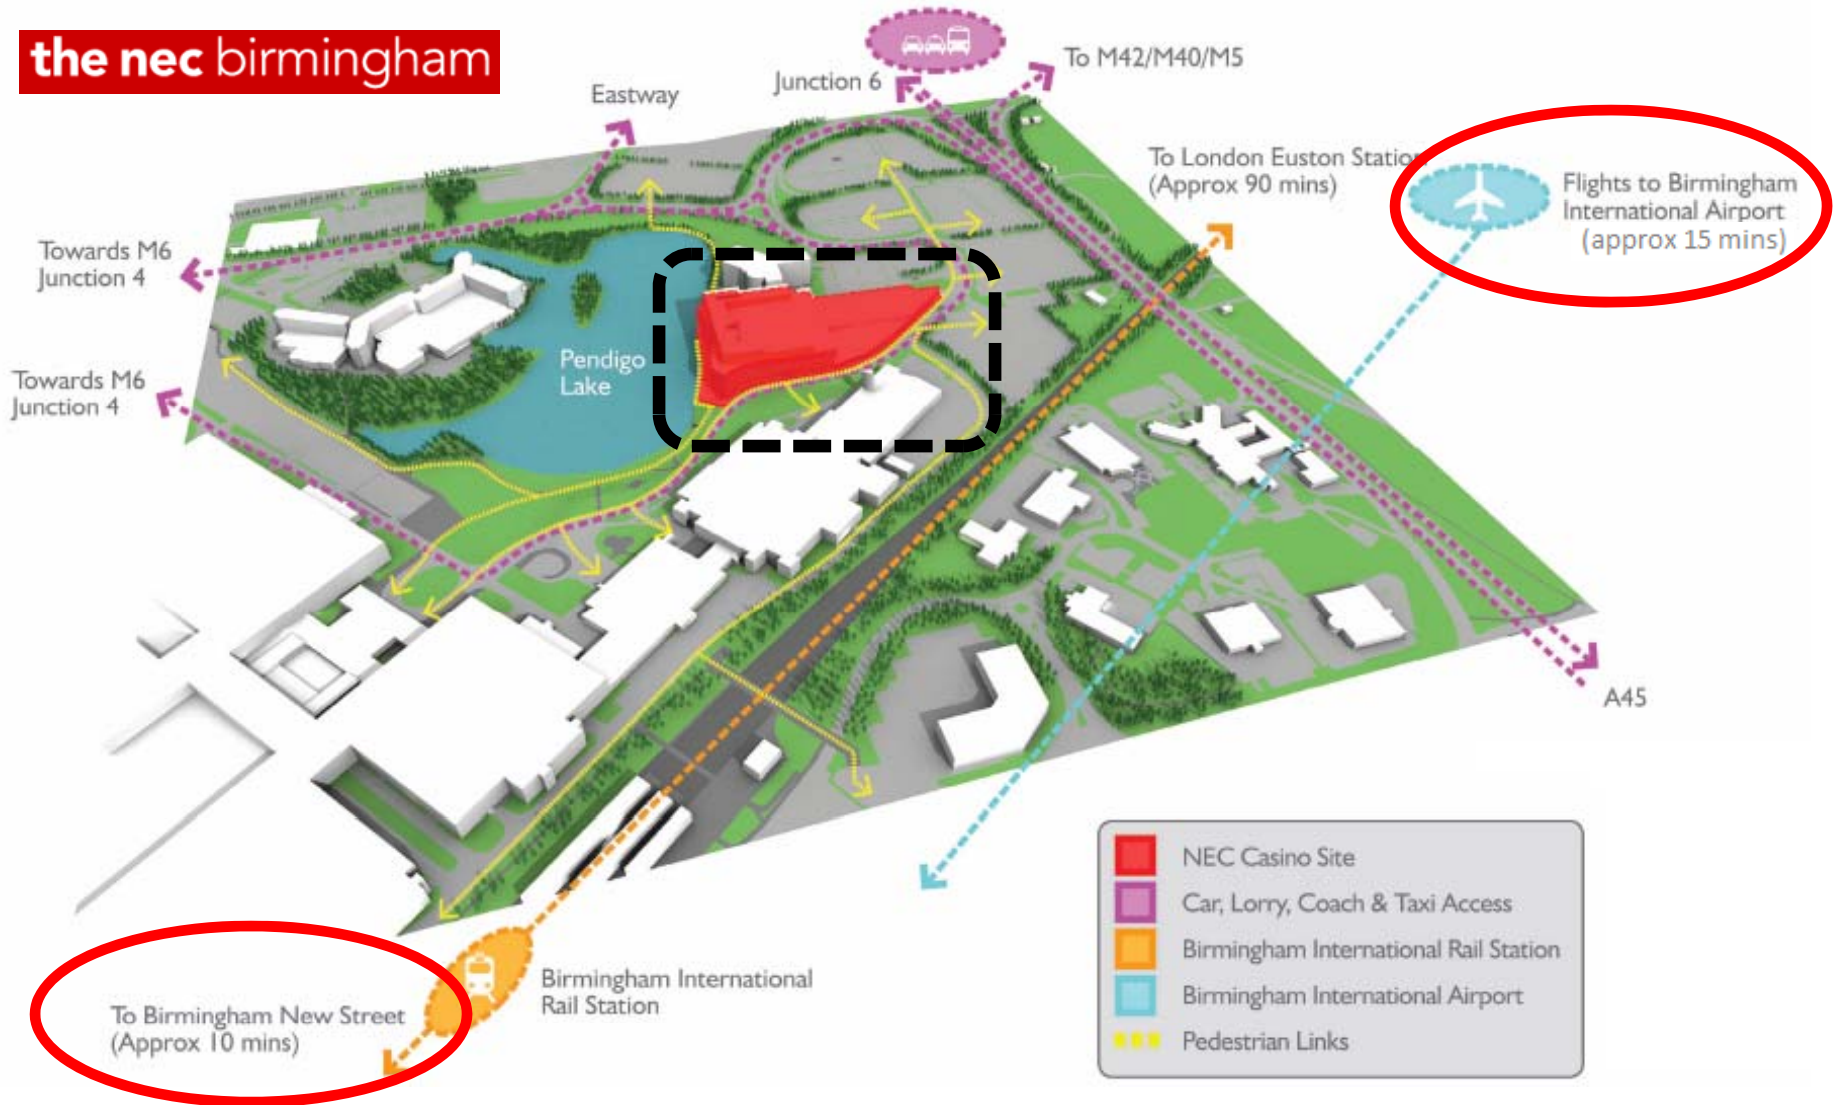 the nec birmingham
Eastway
Junction 6
To M42/M40/M5
To London Euston Station
(Approx 90 mins)
Flights to Birmingham
International Airport
(approx 15 mins)
Towards M6
Junction 4
Towards M6
Junction 4
Pendigo
Lake
A45
To Birmingham New Street
(Approx 10 mins)
Birmingham International
Rail Station
NEC Casino Site
Car, Lorry, Coach & Taxi Access
Birmingham International Rail Station
Birmingham International Airport
Pedestrian Links